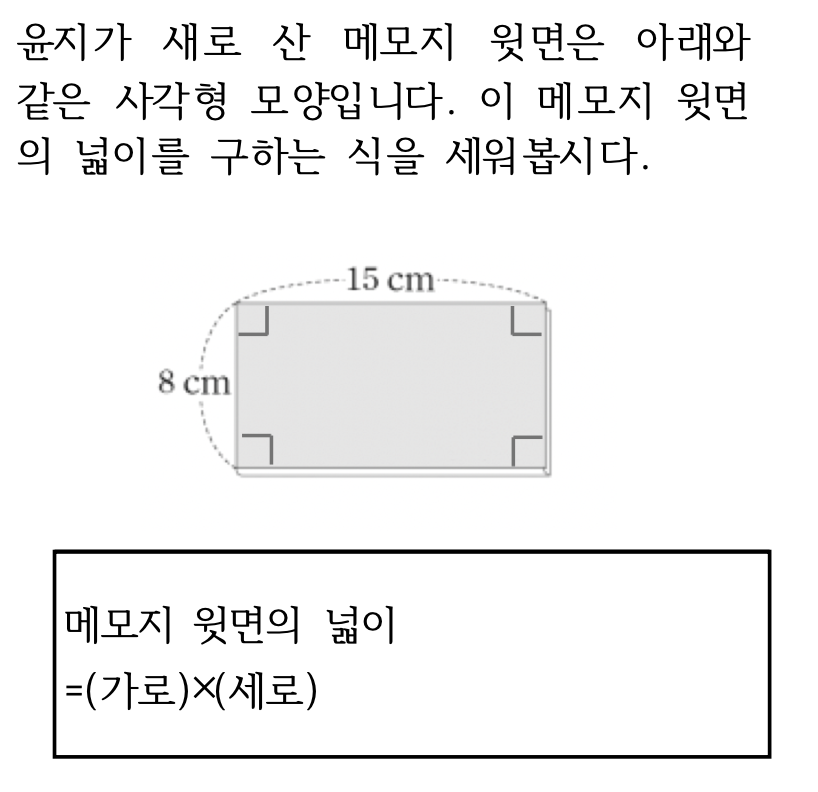 윤지가 새로 산 메모지 윗면은 아래와
같은 사각형 모양입니다. 이 메모지 윗면
의 넓이를 구하는 식을 세워봅시다.
15 cm
8 cm
메모지 윗면의 넓이
=(가로)×(세로)